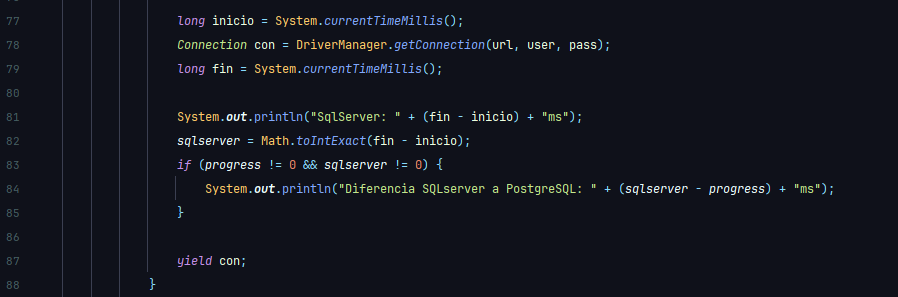 77 long inicio = System.currentTimeMillis();
78 Connection con = DriverManager.getConnection(url, user, pass);
79 long fin = System.currentTimeMillis();
80
81 System.out.println("SqlServer: " + (fin - inicio) + "ms");
82 sqlserver = Math.toIntExact(fin - inicio);
83 if (progress != 0 && sqlserver != 0) {
84 System.out.println("Diferencia SQLserver a PostgreSQL: " + (sqlserver - progress) + "ms");
85 }
86
87 yield con;
88 }